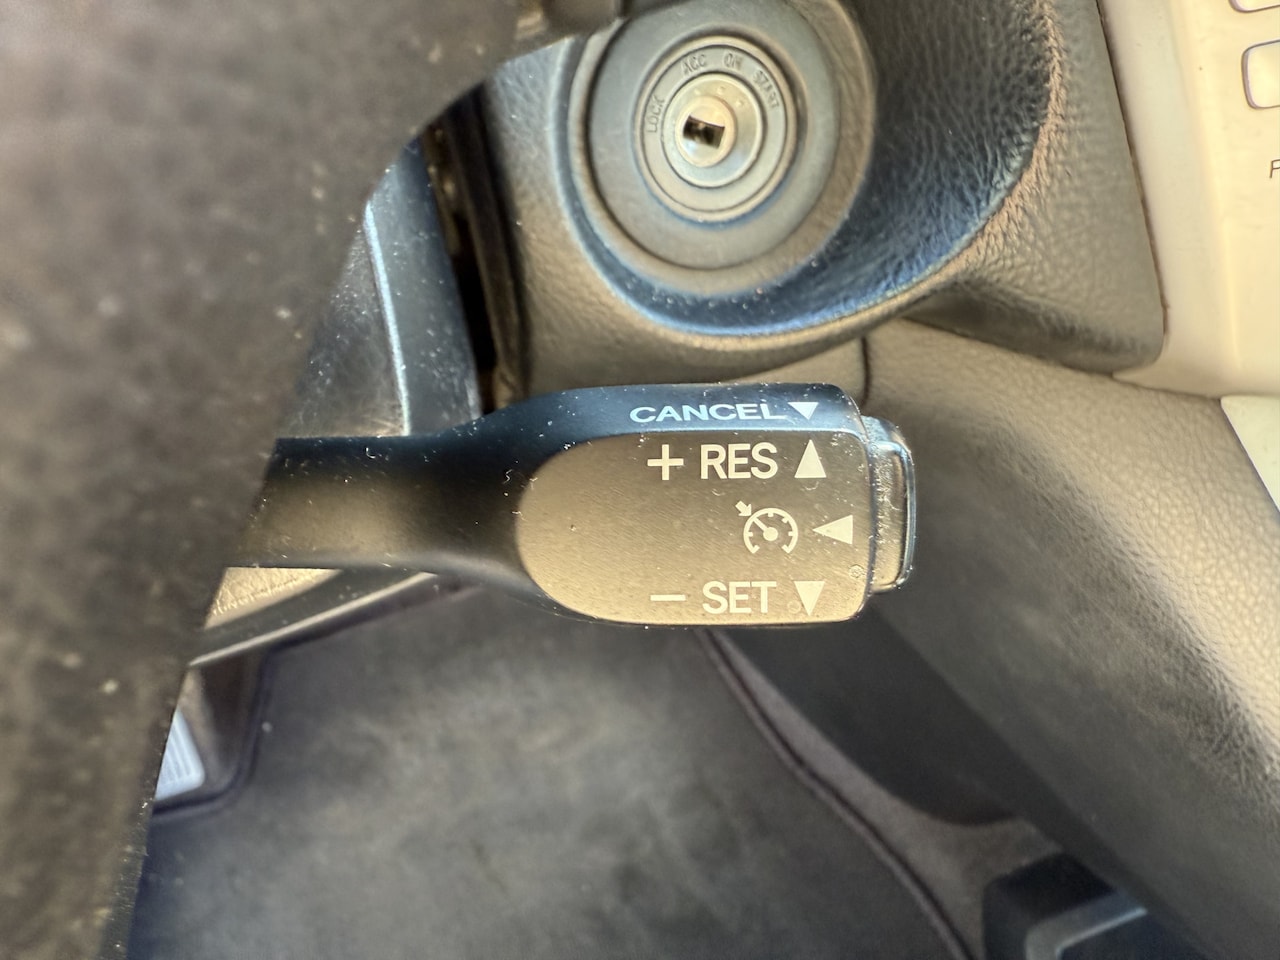 LOCK ACC ON START
CANCEL ▼
+ RES ▲
◀
– SET ▼